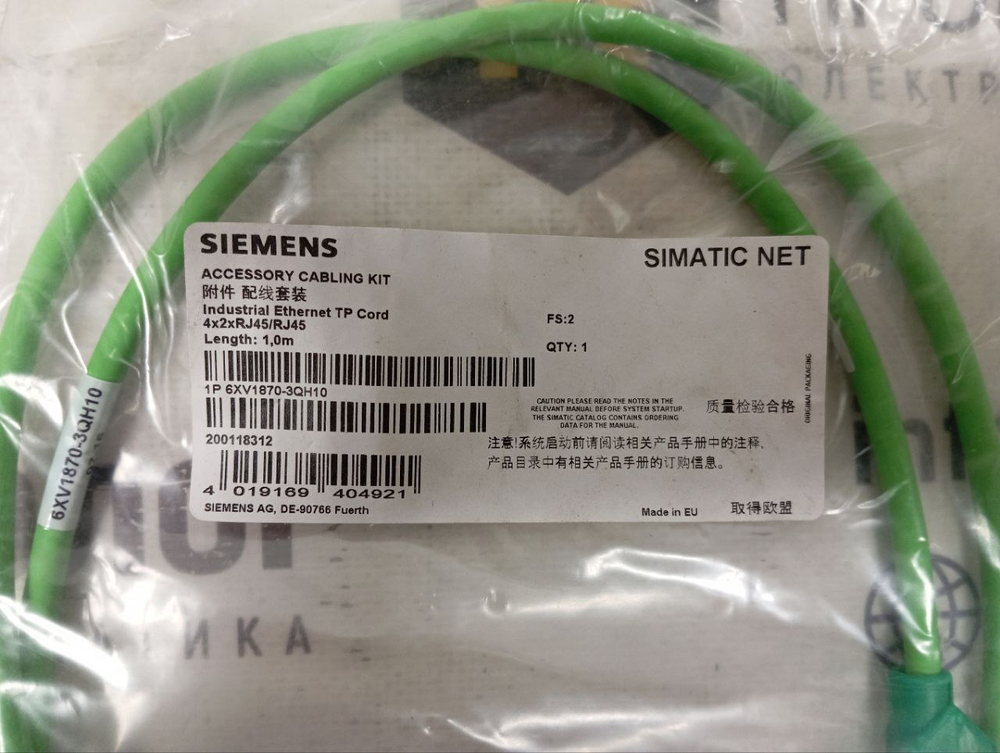 ЛЕКТР
SIEMENS
SIMATIC NET
ACCESSORY CABLING KIT
附件 配线套装
Industrial Ethernet TP Cord
4x2xRJ45/RJ45
Length: 1,0m
FS:2
QTY: 1
1P 6XV1870-3QH10
200118312
4 019169 404921
SIEMENS AG, DE-90766 Fuerth
CAUTION PLEASE READ THE NOTES IN THE
RELEVANT MANUAL BEFORE SYSTEM STARTUP.
THE SIMATIC CATALOG CONTAINS ORDERING
DATA FOR THE MANUAL.
质量检验合格
注意!系统启动前请阅读相关产品手册中的注释,
产品目录中有相关产品手册的订购信息。
Made in EU
取得欧盟
ORIGINAL PACKAGING
6XV1870-3QH10
ИКА